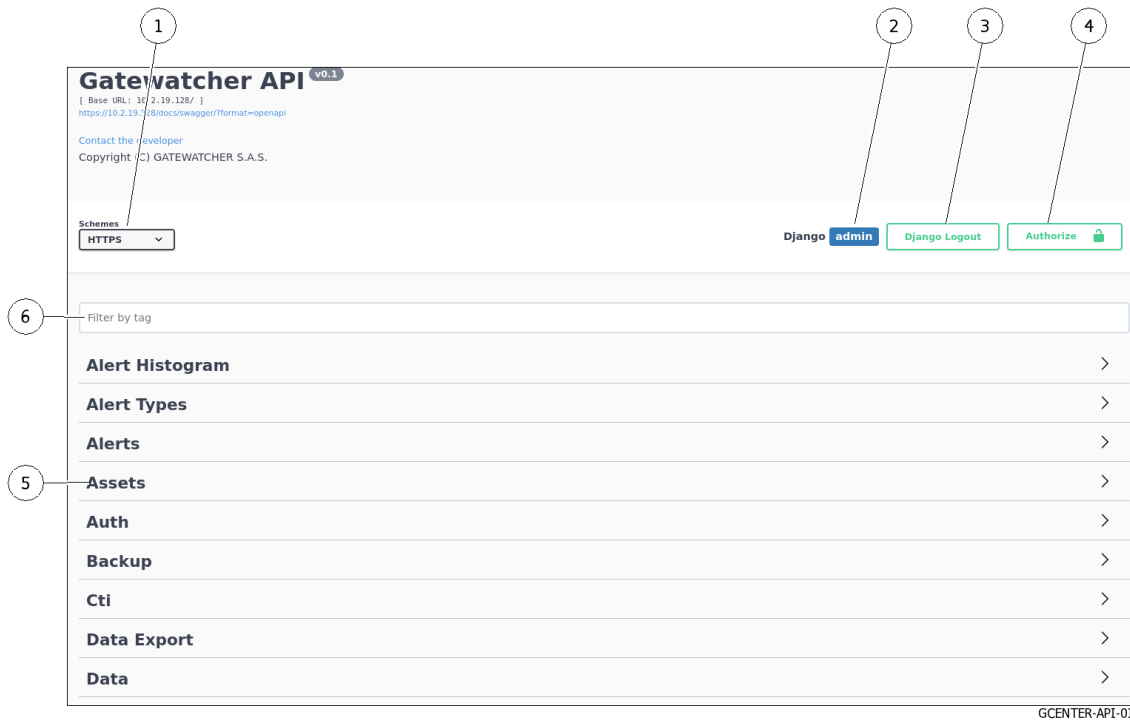 1
2
3
4
Gatewatcher API v0.1
[ Base URL: 10.2.19.128/ ]
https://10.2.19.128/docs/swagger/?format=openapi
Contact the developer
Copyright (C) GATEWATCHER S.A.S.
Schemes
HTTPS
Django admin
Django Logout
Authorize
6
Filter by tag
Alert Histogram
Alert Types
Alerts
5
Assets
Auth
Backup
Cti
Data Export
Data
GCENTER-API-01